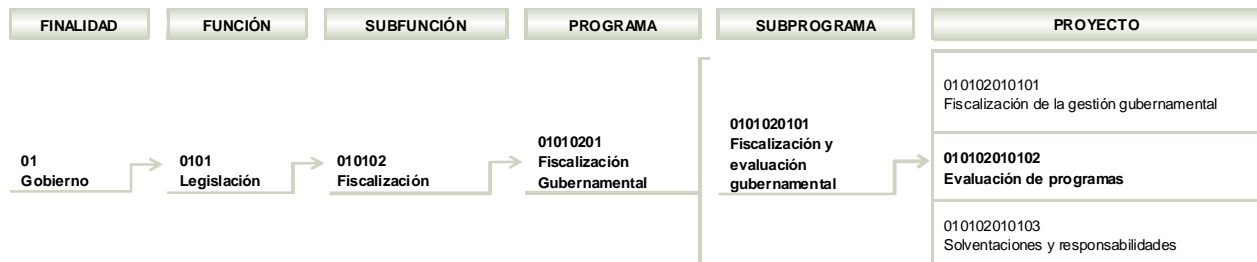 FINALIDAD
FUNCIÓN
SUBFUNCIÓN
PROGRAMA
SUBPROGRAMA
PROYECTO
01
Gobierno
0101
Legislación
010102
Fiscalización
01010201
Fiscalización
Gubernamental
0101020101
Fiscalización y
evaluación
gubernamental
010102010101
Fiscalización de la gestión gubernamental
010102010102
Evaluación de programas
010102010103
Solventaciones y responsabilidades